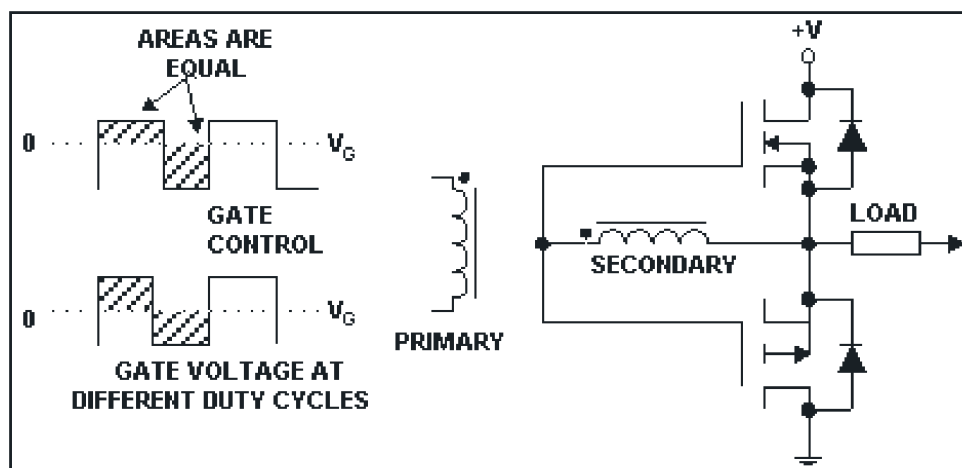 AREAS ARE
EQUAL
0
V_G
GATE
CONTROL
0
V_G
GATE VOLTAGE AT
DIFFERENT DUTY CYCLES
PRIMARY
SECONDARY
+V
LOAD